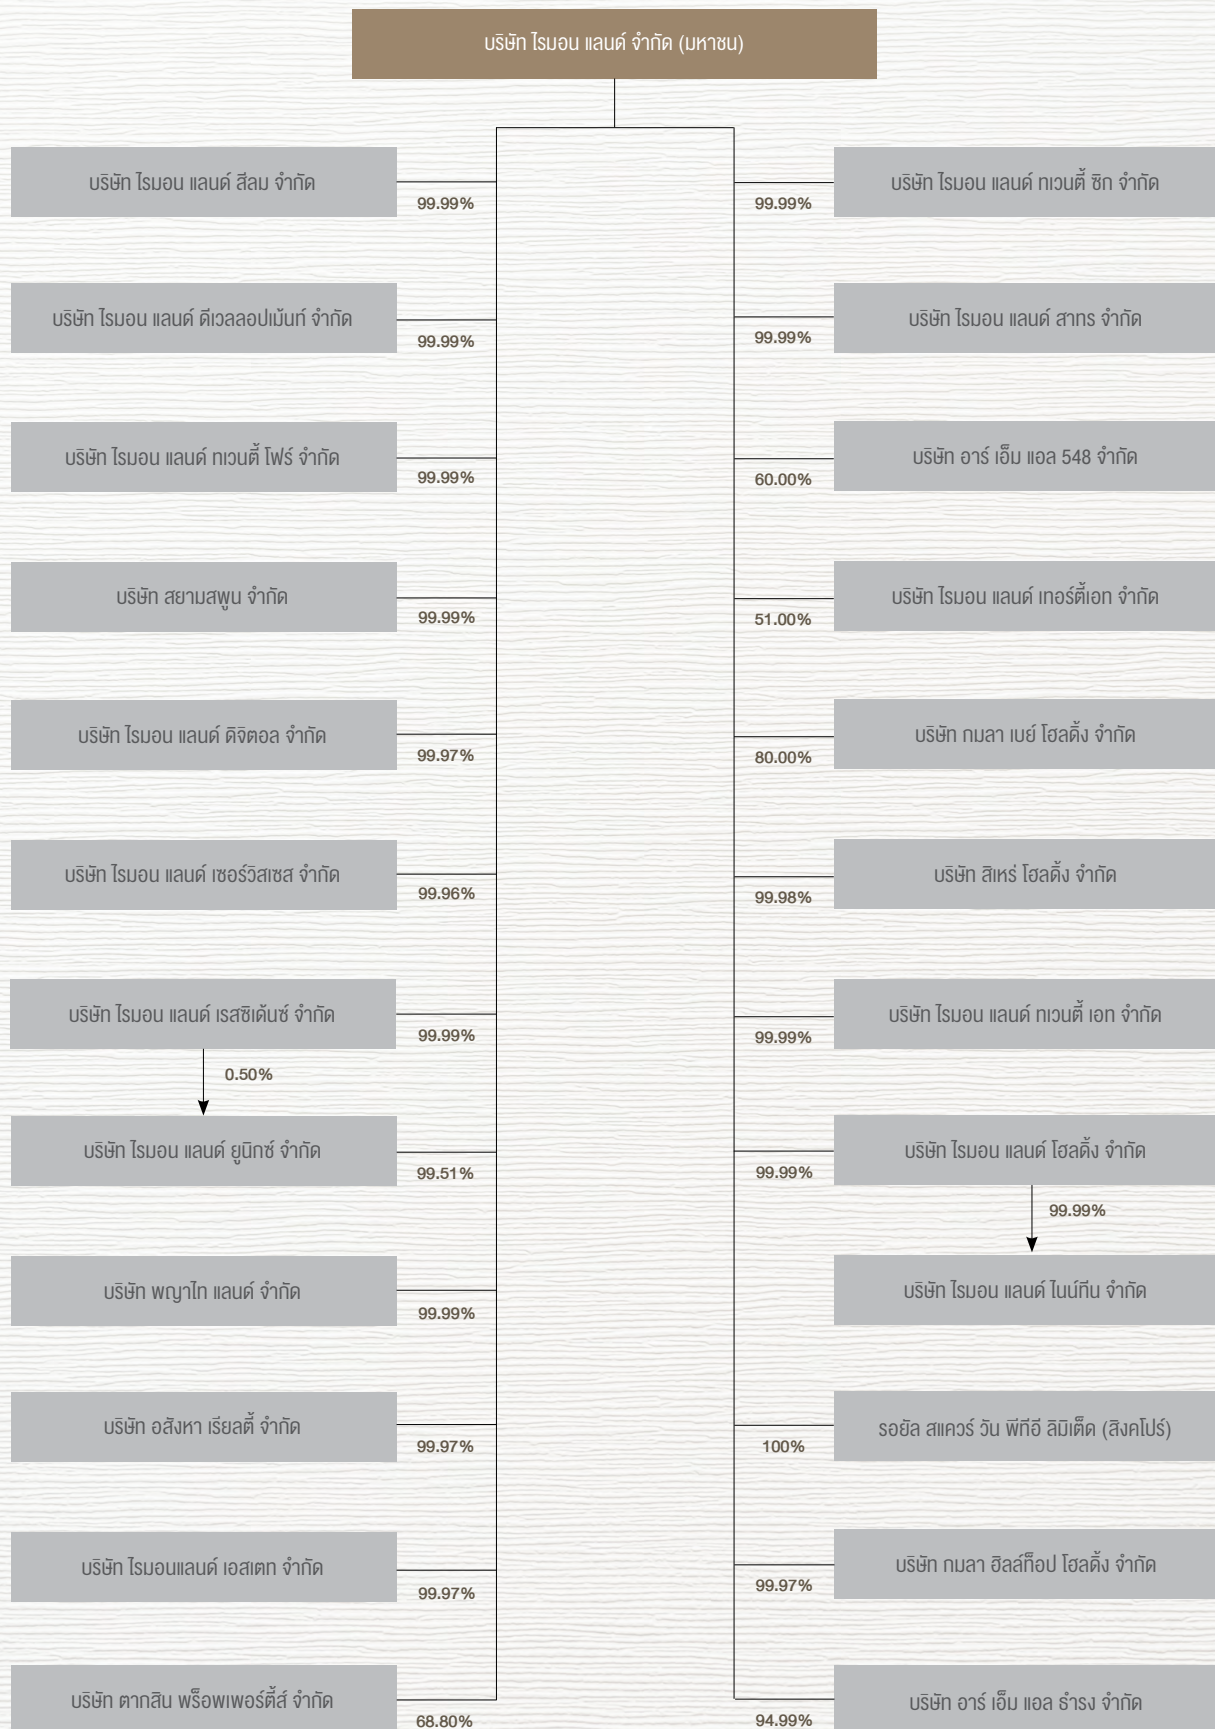 บริษัท ไรมอน แลนด์ จำกัด (มหาชน)
บริษัท ไรมอน แลนด์ สีลม จำกัด
99.99%
บริษัท ไรมอน แลนด์ ทเวนตี้ ซิก จำกัด
99.99%
บริษัท ไรมอน แลนด์ ดีเวลลอปเม้นท์ จำกัด
99.99%
บริษัท ไรมอน แลนด์ สาทร จำกัด
99.99%
บริษัท ไรมอน แลนด์ ทเวนตี้ โฟร์ จำกัด
99.99%
บริษัท อาร์ เอ็ม แอล 548 จำกัด
60.00%
บริษัท สยามสพูน จำกัด
99.99%
บริษัท ไรมอน แลนด์ เทอร์ตี้เอท จำกัด
51.00%
บริษัท ไรมอน แลนด์ ดิจิตอล จำกัด
99.97%
บริษัท กมลา เบย์ โฮลดิ้ง จำกัด
80.00%
บริษัท ไรมอน แลนด์ เซอร์วิสเซส จำกัด
99.96%
บริษัท สิเหร่ โฮลดิ้ง จำกัด
99.98%
บริษัท ไรมอน แลนด์ เรสซิเด้นซ์ จำกัด
99.99%
บริษัท ไรมอน แลนด์ ทเวนตี้ เอท จำกัด
99.99%
0.50%
บริษัท ไรมอน แลนด์ ยูนิกซ์ จำกัด
99.51%
บริษัท ไรมอน แลนด์ โฮลดิ้ง จำกัด
99.99%
99.99%
บริษัท พญาไท แลนด์ จำกัด
99.99%
บริษัท ไรมอน แลนด์ ไนน์ทีน จำกัด
บริษัท อสังหา เรียลตี้ จำกัด
99.97%
รอยัล สแควร์ วัน พีทีอี ลิมิเต็ด (สิงคโปร์)
100%
บริษัท ไรมอนแลนด์ เอสเตท จำกัด
99.97%
บริษัท กมลา ฮิลล์ท็อป โฮลดิ้ง จำกัด
99.97%
บริษัท ตากสิน พร็อพเพอร์ตี้ส์ จำกัด
68.80%
บริษัท อาร์ เอ็ม แอล ธำรง จำกัด
94.99%